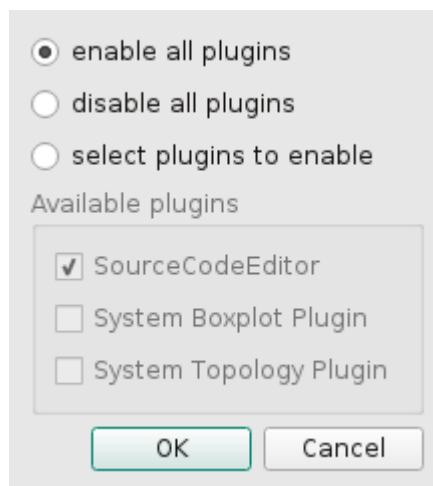 enable all plugins
disable all plugins
select plugins to enable
Available plugins
SourceCodeEditor
System Boxplot Plugin
System Topology Plugin
OK Cancel